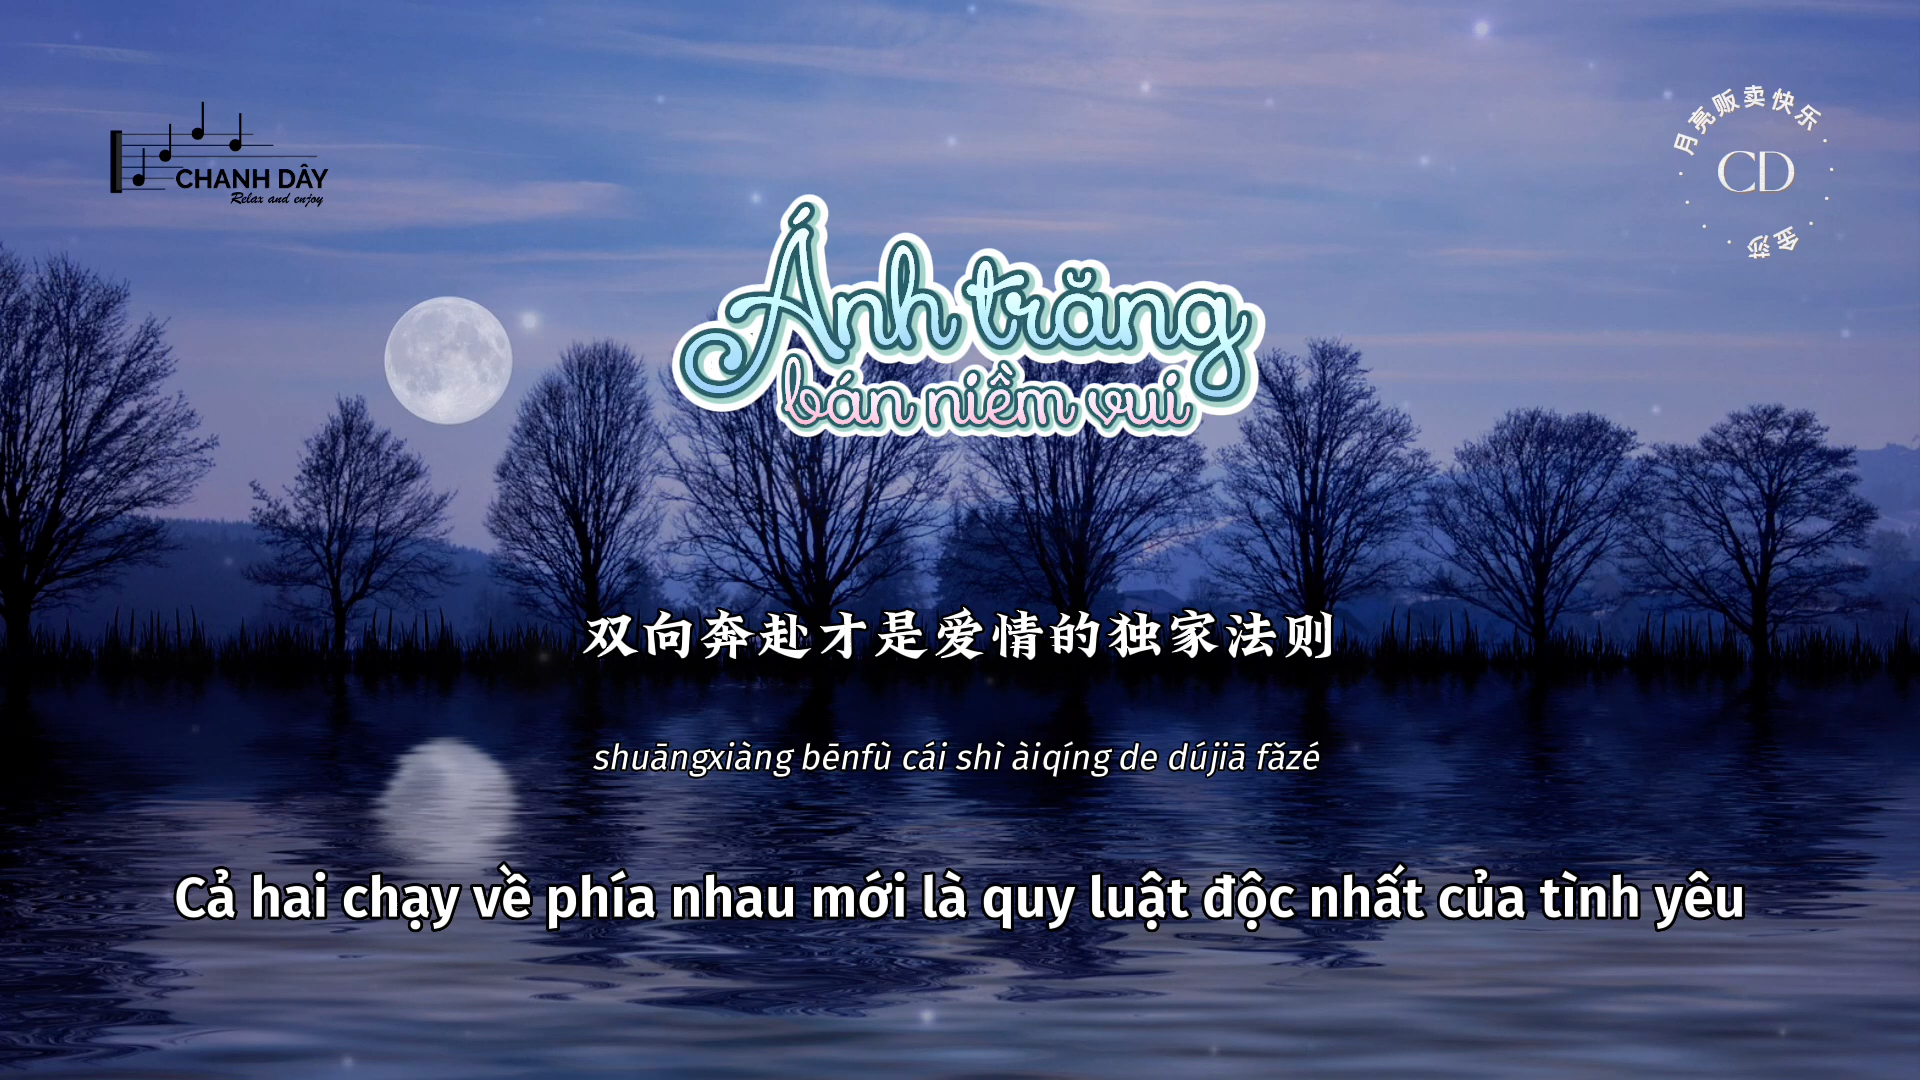 CHANH DÂY
Relax and enjoy
月亮贩卖快乐
CD
金莎
Ánh trăng
bán niềm vui
双向奔赴才是爱情的独家法则
shuāngxiàng bēnfù cái shì àiqíng de dújiā fǎzé
Cả hai chạy về phía nhau mới là quy luật độc nhất của tình yêu